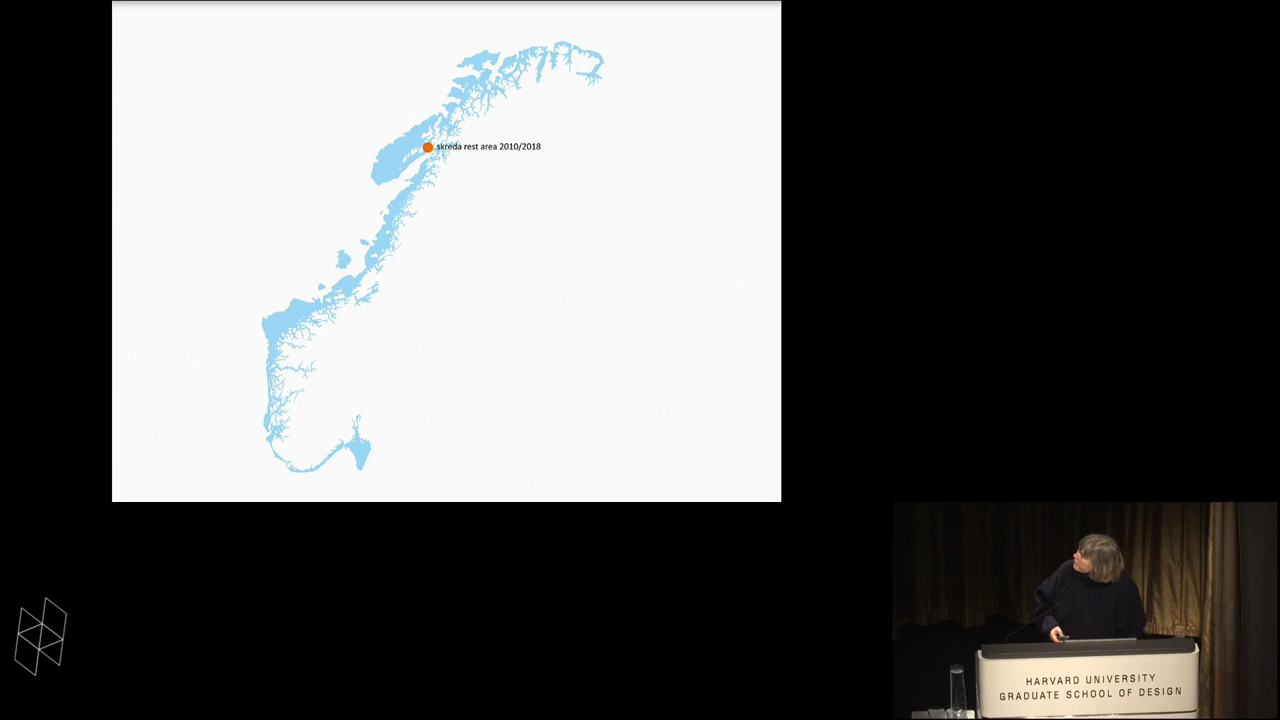 skreda rest area 2010/2018
HARVARD UNIVERSITY
GRADUATE SCHOOL OF DESIGN